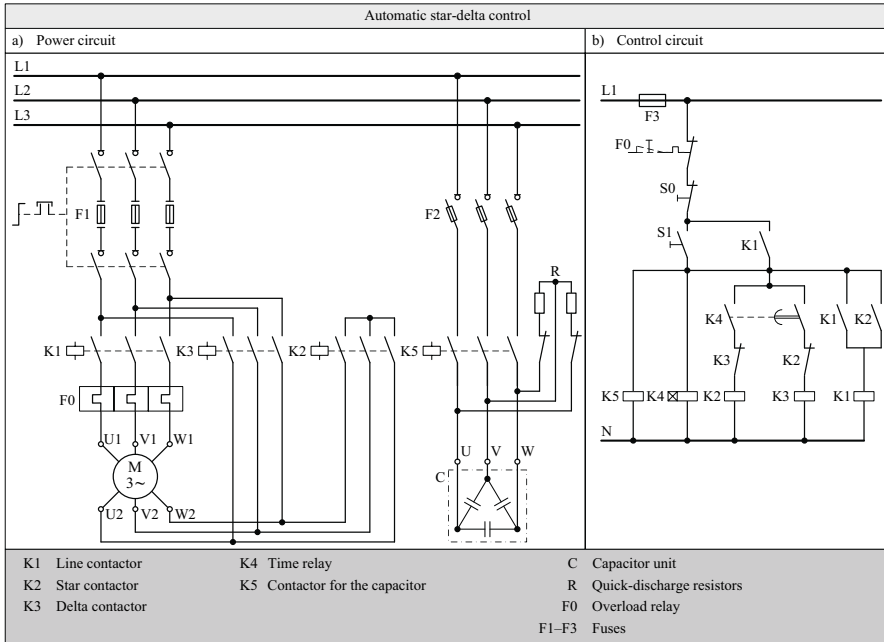 Automatic star-delta control
a) Power circuit
b) Control circuit
L1
L2
L3
F1
F2
R
K1
K3
K2
K5
F0
U1
V1
W1
M
3~
U2
V2
W2
U
V
W
C
L1
F3
F0
S0
S1
K1
K4
K1
K2
K3
K2
K5
K4
K2
K3
K1
N
K1 Line contactor
K2 Star contactor
K3 Delta contactor
K4 Time relay
K5 Contactor for the capacitor
C Capacitor unit
R Quick-discharge resistors
F0 Overload relay
F1–F3 Fuses